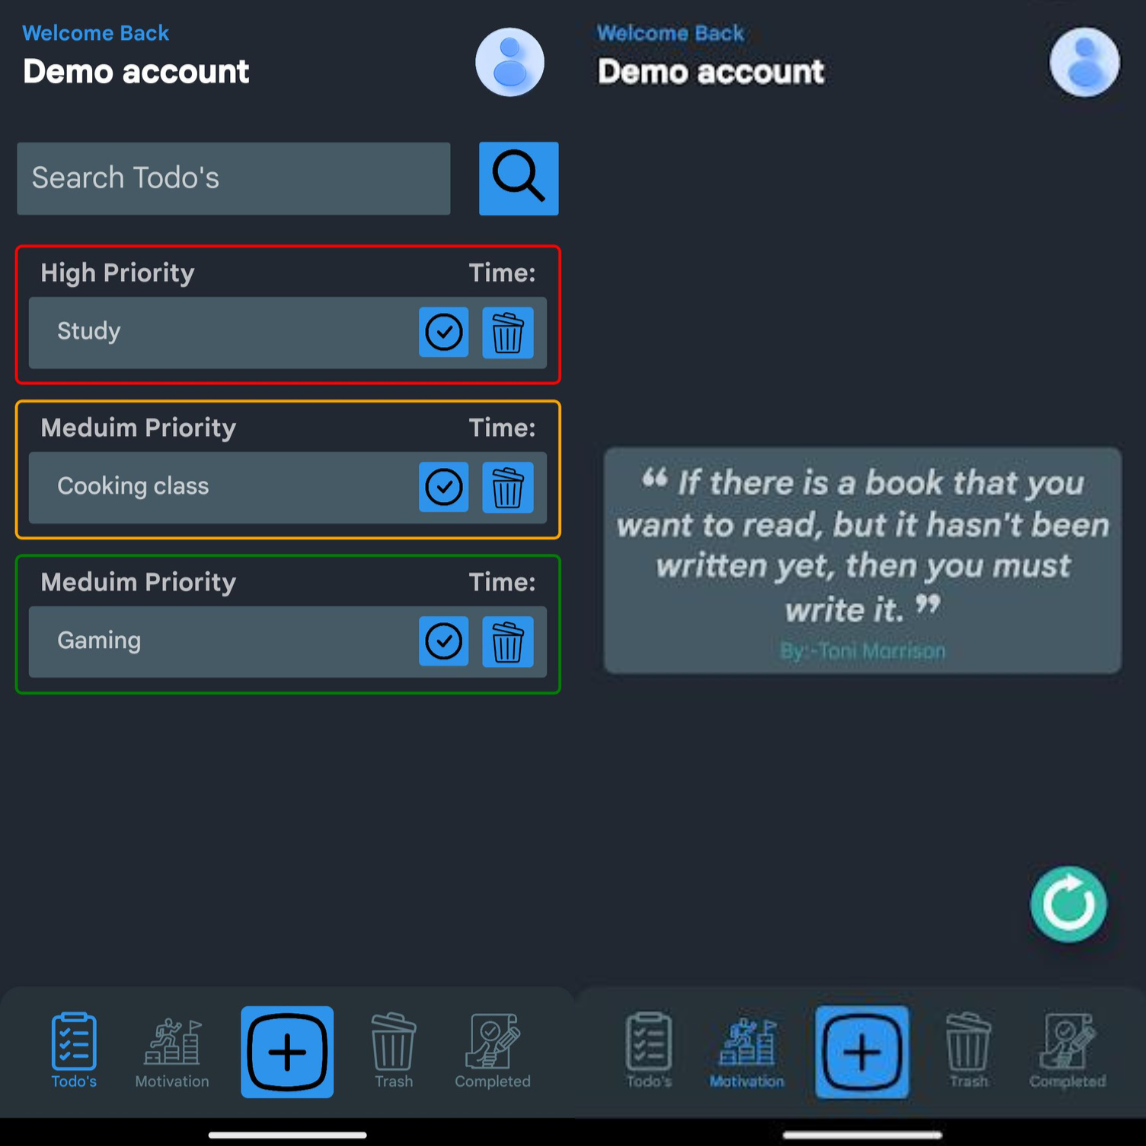 Welcome Back
Demo account
Search Todo's
High Priority Time:
Study
Meduim Priority Time:
Cooking class
Meduim Priority Time:
Gaming
Todo's Motivation Trash Completed
Welcome Back
Demo account
❝ If there is a book that you
want to read, but it hasn't been
written yet, then you must
write it. ❞
By:-Toni Morrison
Todo's Motivation Trash Completed